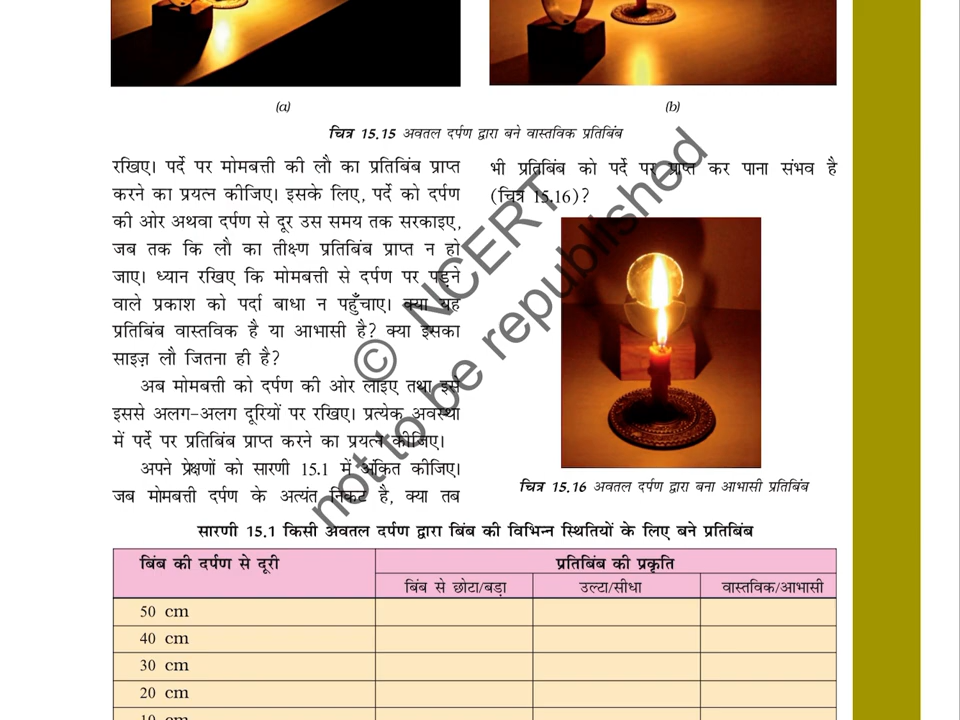 (a)
(b)
चित्र 15.15 अवतल दर्पण द्वारा बने वास्तविक प्रतिबिंब
रखिए। पर्दे पर मोमबत्ती की लौ का प्रतिबिंब प्राप्त
करने का प्रयत्न कीजिए। इसके लिए, पर्दे को दर्पण
की ओर अथवा दर्पण से दूर उस समय तक सरकाइए,
जब तक कि लौ का तीक्ष्ण प्रतिबिंब प्राप्त न हो
जाए। ध्यान रखिए कि मोमबत्ती से दर्पण पर पड़ने
वाले प्रकाश को पर्दा बाधा न पहुँचाए। क्या यह
प्रतिबिंब वास्तविक है या आभासी है? क्या इसका
साइज़ लौ जितना ही है?
अब मोमबत्ती को दर्पण की ओर लाइए तथा इसे
इससे अलग-अलग दूरियों पर रखिए। प्रत्येक अवस्था
में पर्दे पर प्रतिबिंब प्राप्त करने का प्रयत्न कीजिए।
अपने प्रेक्षणों को सारणी 15.1 में अंकित कीजिए।
जब मोमबत्ती दर्पण के अत्यंत निकट है, क्या तब
भी प्रतिबिंब को पर्दे पर प्राप्त कर पाना संभव है
(चित्र 15.16)?
चित्र 15.16 अवतल दर्पण द्वारा बना आभासी प्रतिबिंब
© NCERT
not to be republished
सारणी 15.1 किसी अवतल दर्पण द्वारा बिंब की विभिन्न स्थितियों के लिए बने प्रतिबिंब
बिंब की दर्पण से दूरी
प्रतिबिंब की प्रकृति
बिंब से छोटा/बड़ा
उल्टा/सीधा
वास्तविक/आभासी
50 cm
40 cm
30 cm
20 cm
10 cm